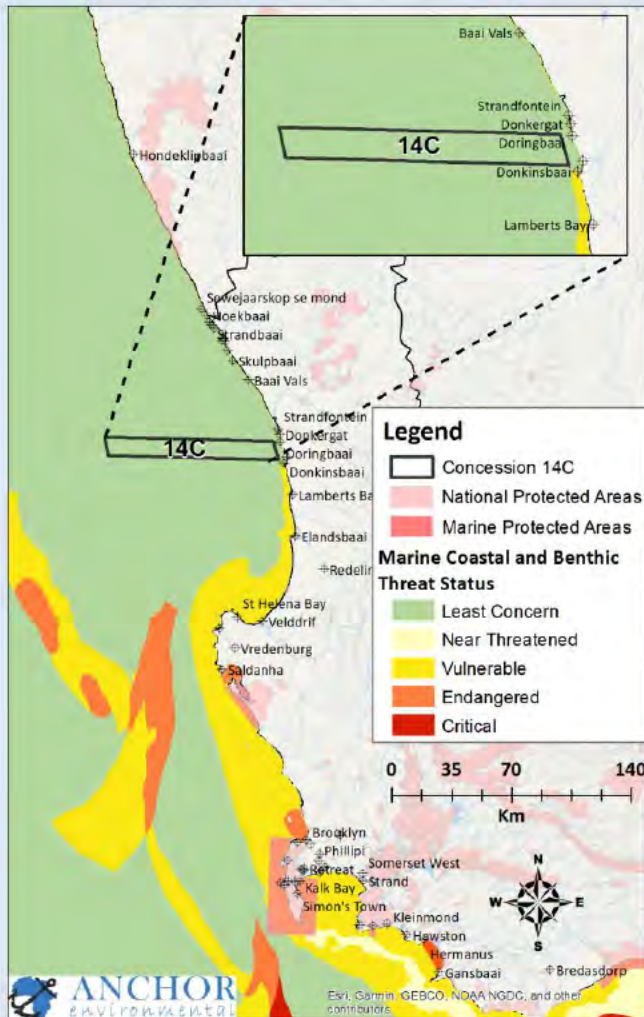 Baai Vals
Strandfontein
Donkergat
14C
Doringbaai
Donkinsbaai
Lamberts Bay
Hondeklipbaai
Sewejaarskop se mond
Hoekbaai
Strandbaai
Skulpbaai
Baai Vals
Strandfontein
Donkergat
14C
Doringbaai
Donkinsbaai
Lamberts Ba
Elandsbaai
Redelin
St Helena Bay
Velddrif
Vredenburg
Saldanha
Legend
Concession 14C
National Protected Areas
Marine Protected Areas
Marine Coastal and Benthic
Threat Status
Least Concern
Near Threatened
Vulnerable
Endangered
Critical
0 35 70 140
Km
Brooklyn
Phillipi
Retreat
Somerset West
Strand
Kalk Bay
Simon's Town
Kleinmond
Hawston
Hermanus
Gansbaai
Bredasdorp
N
W E
S
ANCHOR
environmental
Esri, Garmin, GEBCO, NOAA NGDC, and other
contributors